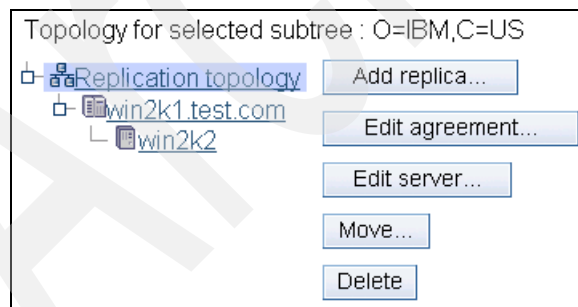 Topology for selected subtree : O=IBM,C=US
Replication topology
win2k1.test.com
win2k2
Add replica...
Edit agreement...
Edit server...
Move...
Delete